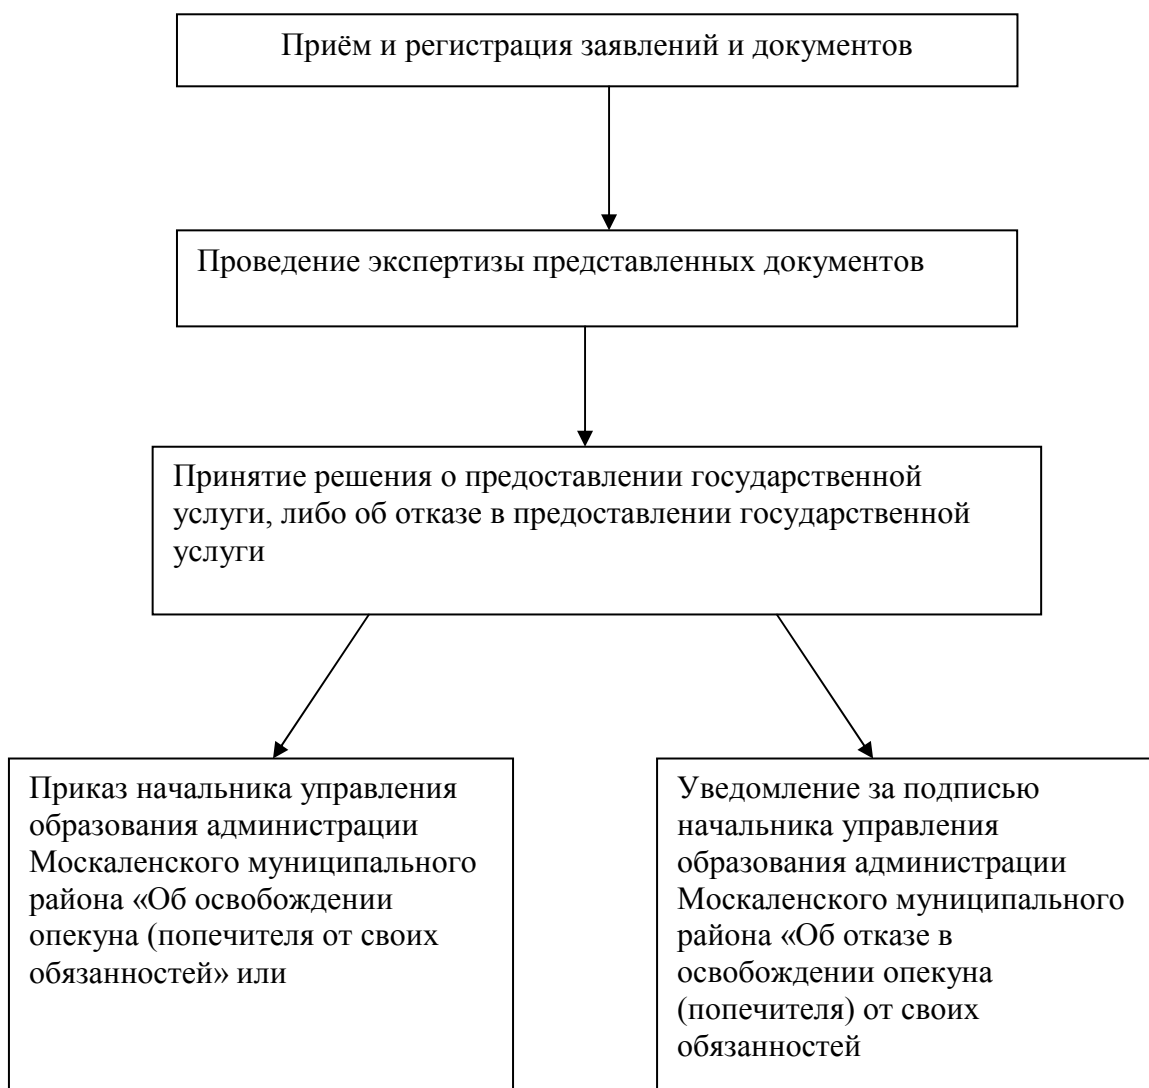 Приём и регистрация заявлений и документов
Проведение экспертизы представленных документов
Принятие решения о предоставлении государственной
услуги, либо об отказе в предоставлении государственной
услуги
Приказ начальника управления
образования администрации
Москаленского муниципального
района «Об освобождении
опекуна (попечителя от своих
обязанностей» или
Уведомление за подписью
начальника управления
образования администрации
Москаленского муниципального
района «Об отказе в
освобождении опекуна
(попечителя) от своих
обязанностей